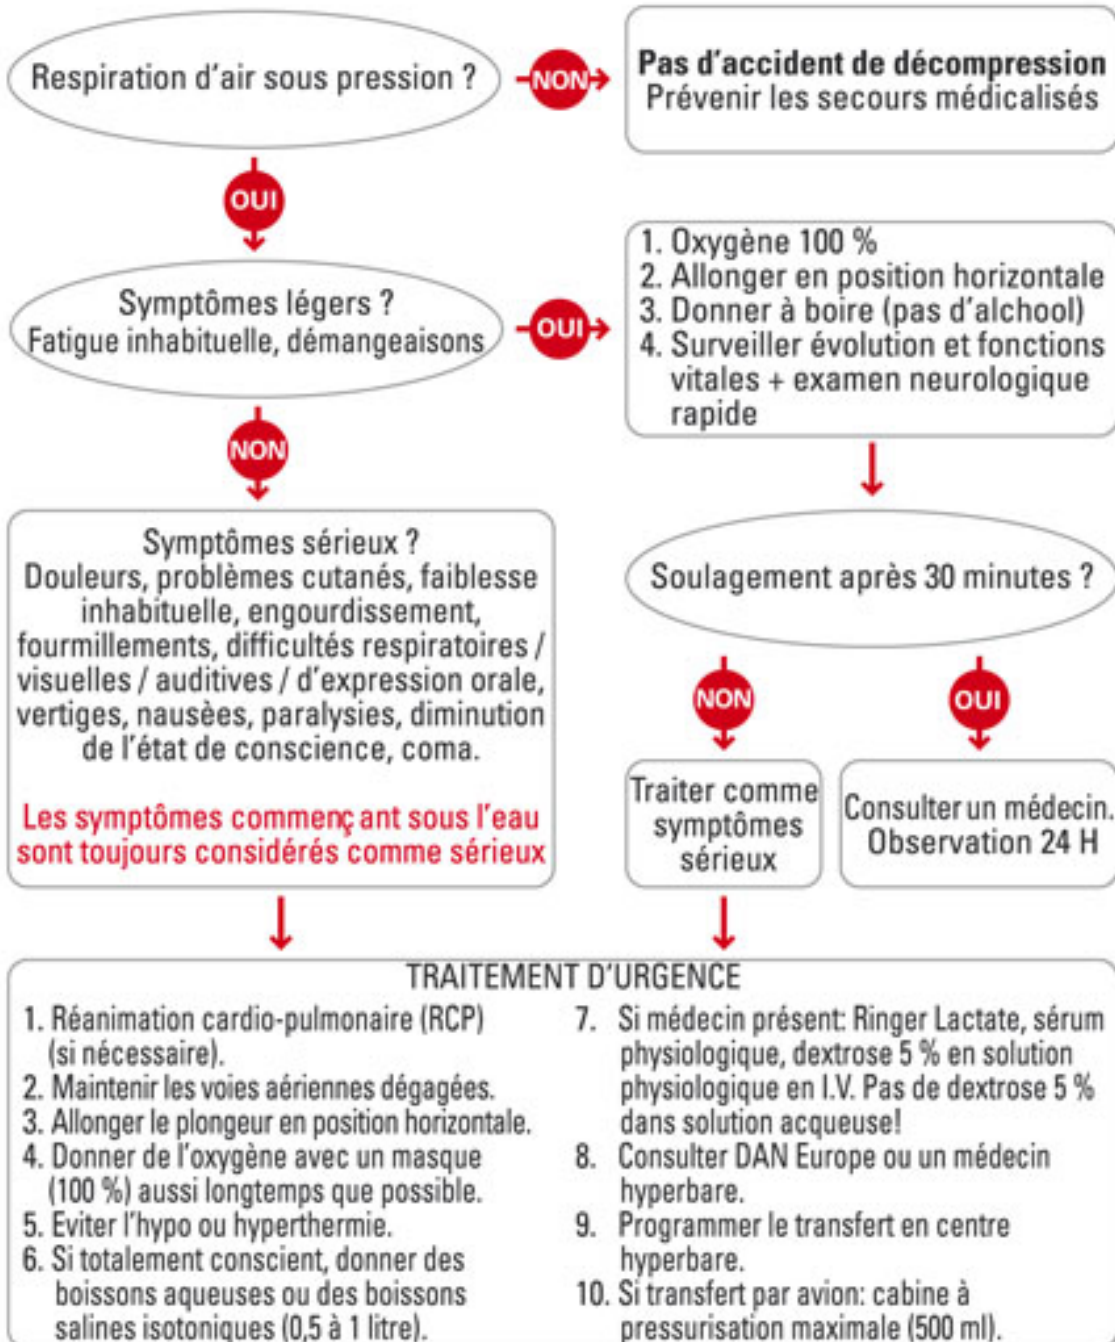 Respiration d'air sous pression ?
NON
Pas d'accident de décompression
Prévenir les secours médicalisés
OUI
Symptômes légers ?
Fatigue inhabituelle, démangeaisons
OUI
1. Oxygène 100 %
2. Allonger en position horizontale
3. Donner à boire (pas d'alchool)
4. Surveiller évolution et fonctions
vitales + examen neurologique
rapide
NON
Symptômes sérieux ?
Douleurs, problèmes cutanés, faiblesse
inhabituelle, engourdissement,
fourmillements, difficultés respiratoires /
visuelles / auditives / d'expression orale,
vertiges, nausèes, paralysies, diminution
de l'état de conscience, coma.
Les symptômes commenç ant sous l'eau
sont toujours considérés comme sérieux
Soulagement après 30 minutes ?
NON
OUI
Traiter comme
symptômes
sérieux
Consulter un médecin.
Observation 24 H
TRAITEMENT D'URGENCE
1. Réanimation cardio-pulmonaire (RCP)
(si nécessaire).
2. Maintenir les voies aériennes dégagées.
3. Allonger le plongeur en position horizontale.
4. Donner de l'oxygène avec un masque
(100 %) aussi longtemps que possible.
5. Eviter l'hypo ou hyperthermie.
6. Si totalement conscient, donner des
boissons aqueuses ou des boissons
salines isotoniques (0,5 à 1 litre).
7. Si médecin présent: Ringer Lactate, sérum
physiologique, dextrose 5 % en solution
physiologique en I.V. Pas de dextrose 5 %
dans solution acqueuse!
8. Consulter DAN Europe ou un médecin
hyperbare.
9. Programmer le transfert en centre
hyperbare.
10. Si transfert par avion: cabine à
pressurisation maximale (500 ml).